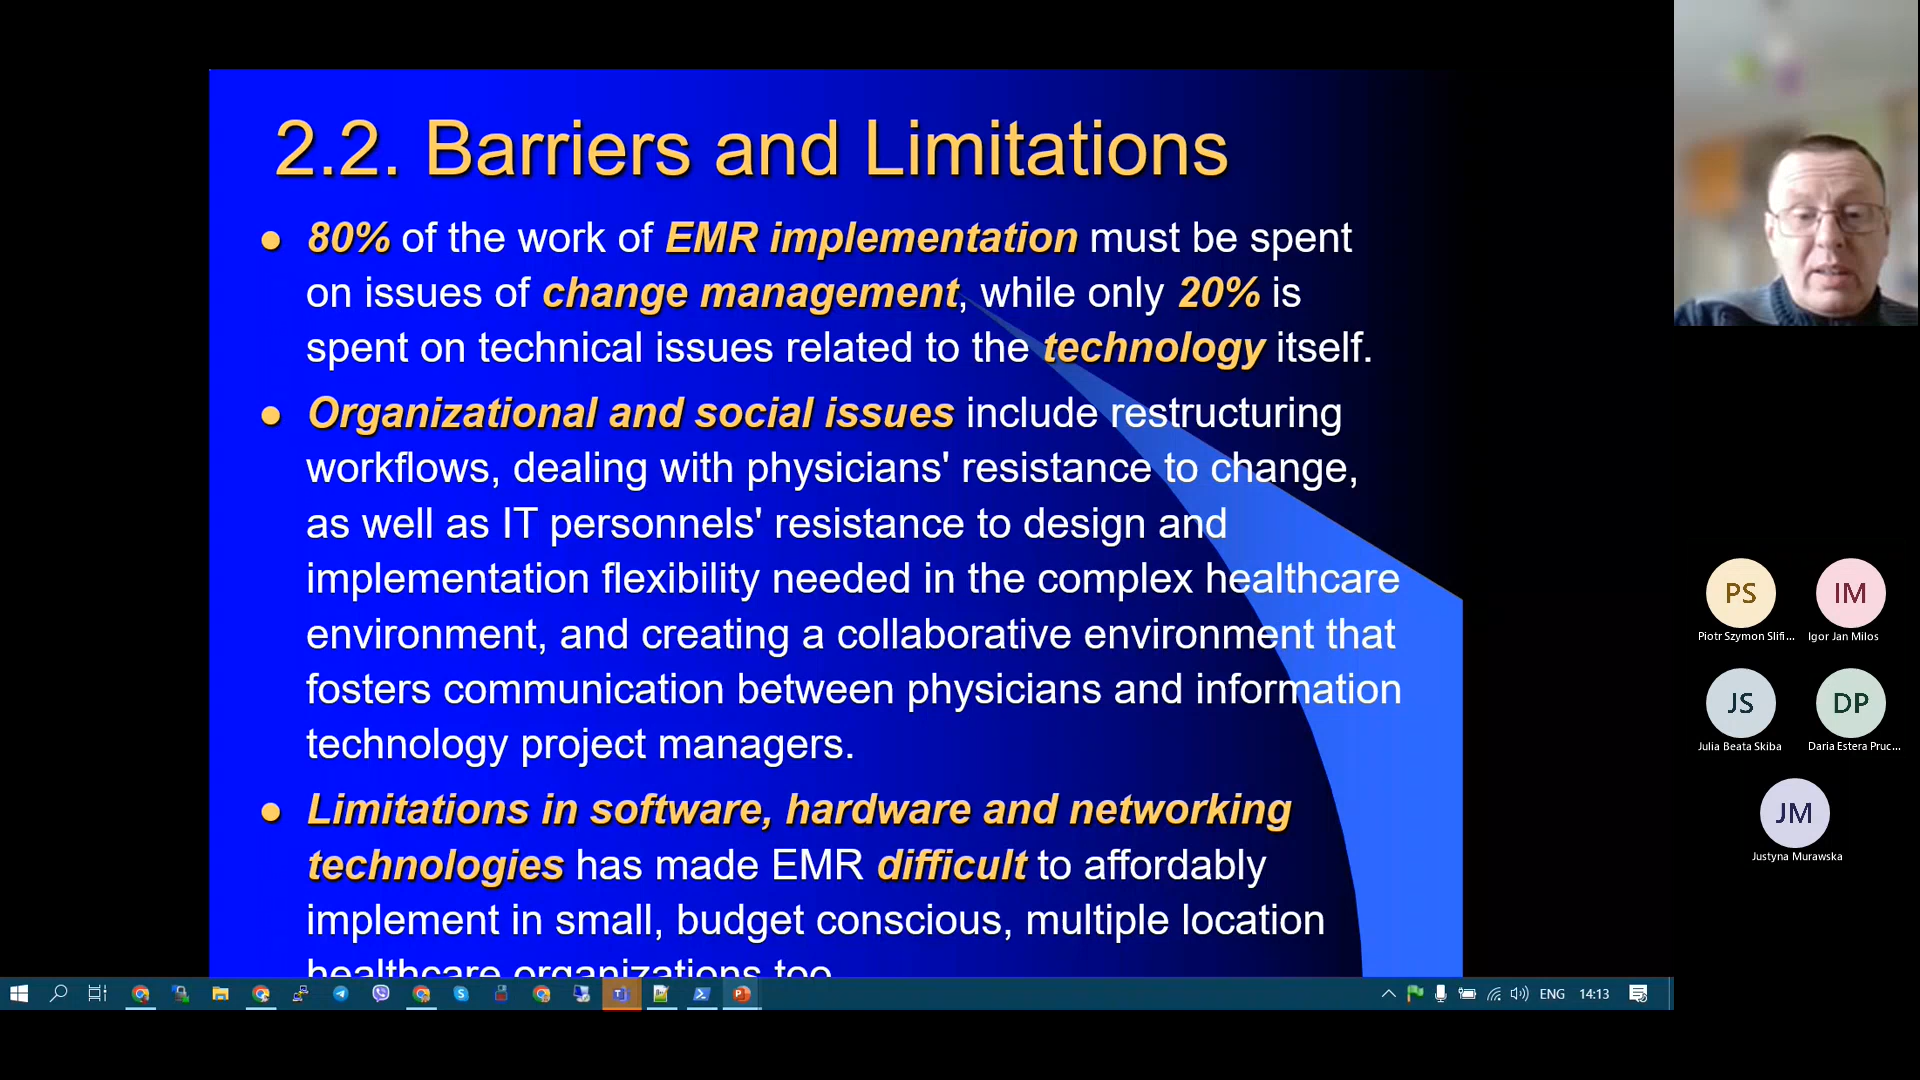 2.2. Barriers and Limitations
80% of the work of EMR implementation must be spent
on issues of change management, while only 20% is
spent on technical issues related to the technology itself.
Organizational and social issues include restructuring
workflows, dealing with physicians' resistance to change,
as well as IT personnels' resistance to design and
implementation flexibility needed in the complex healthcare
environment, and creating a collaborative environment that
fosters communication between physicians and information
technology project managers.
Limitations in software, hardware and networking
technologies has made EMR difficult to affordably
implement in small, budget conscious, multiple location
healthcare organizations too
PS
IM
Piotr Szymon Slifi...
Igor Jan Milos
JS
DP
Julia Beata Skiba
Daria Estera Pruc...
JM
Justyna Murawska
ENG
14:13